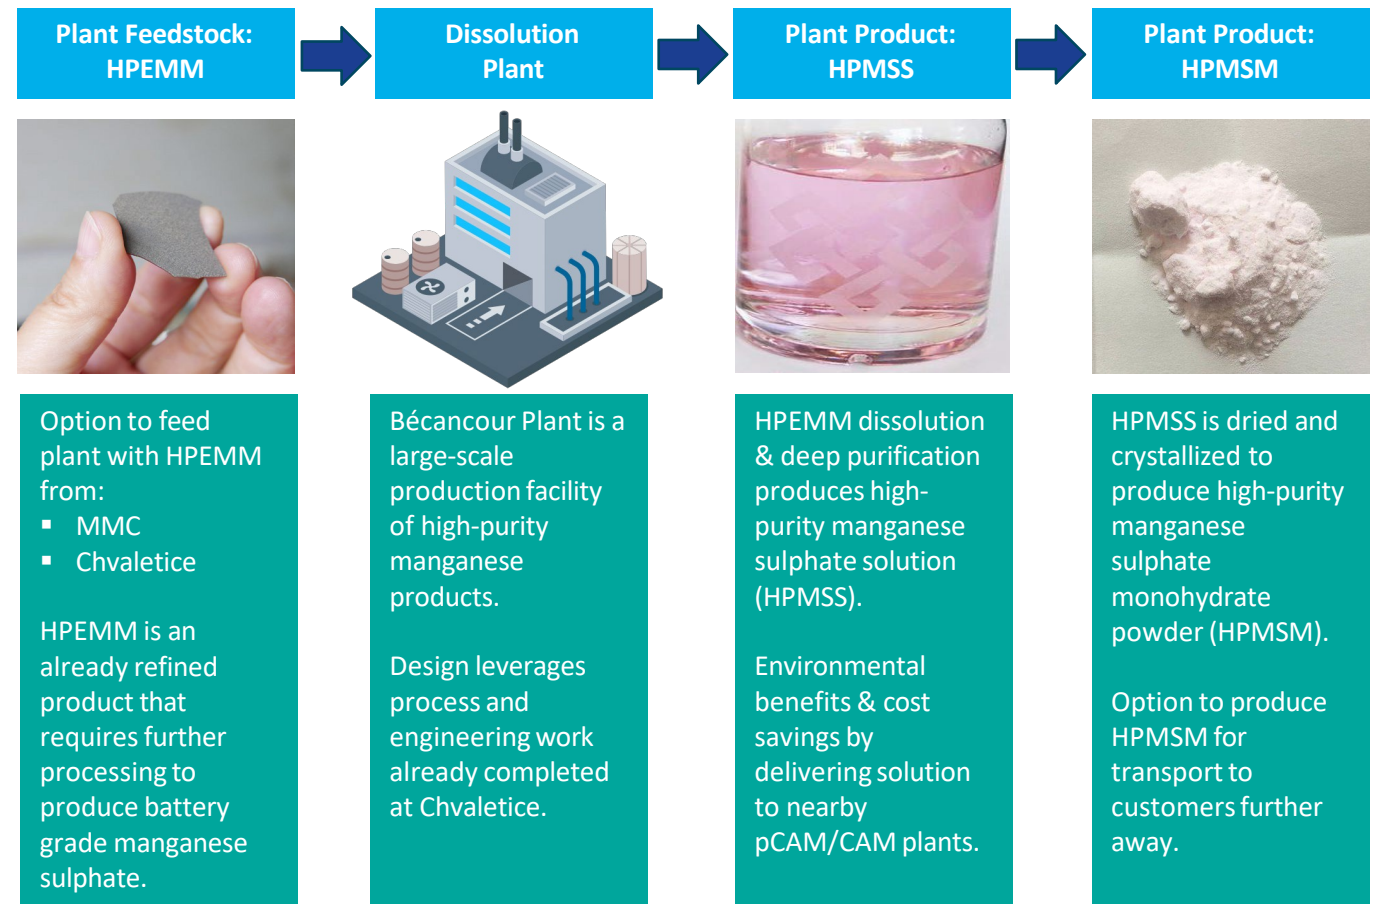 Plant Feedstock:
HPEMM
Dissolution
Plant
Plant Product:
HPMSS
Plant Product:
HPMSM
Option to feed
plant with HPEMM
from:
▪ MMC
▪ Chvaletice
HPEMM is an
already refined
product that
requires further
processing to
produce battery
grade manganese
sulphate.
Bécancour Plant is a
large-scale
production facility
of high-purity
manganese
products.
Design leverages
process and
engineering work
already completed
at Chvaletice.
HPEMM dissolution
& deep purification
produces high-
purity manganese
sulphate solution
(HPMSS).
Environmental
benefits & cost
savings by
delivering solution
to nearby
pCAM/CAM plants.
HPMSS is dried and
crystallized to
produce high-purity
manganese
sulphate
monohydrate
powder (HPMSM).
Option to produce
HPMSM for
transport to
customers further
away.